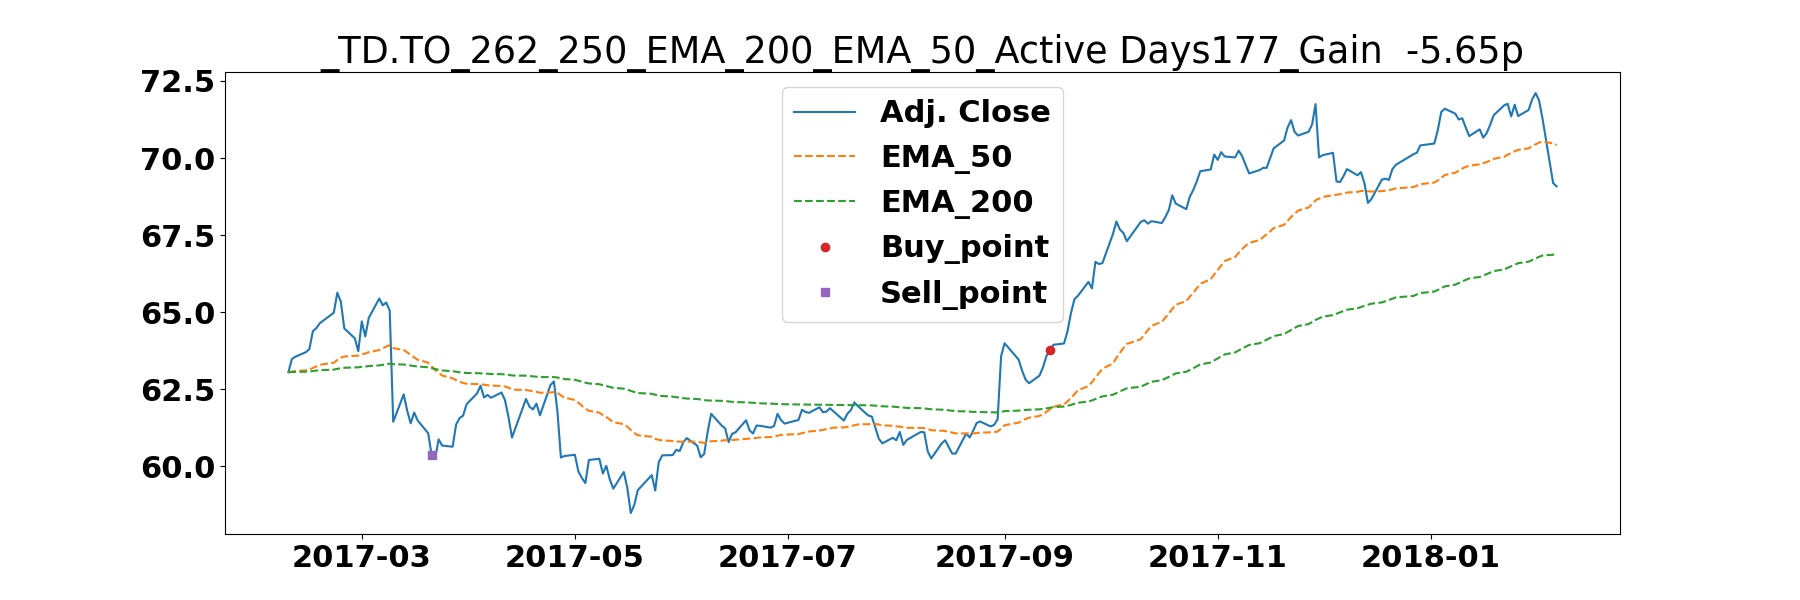 _TD.TO_262_250_EMA_200_EMA_50_Active Days177_Gain  -5.65p
72.5
70.0
67.5
65.0
62.5
60.0
Adj. Close
EMA_50
EMA_200
Buy_point
Sell_point
2017-03 2017-05 2017-07 2017-09 2017-11 2018-01